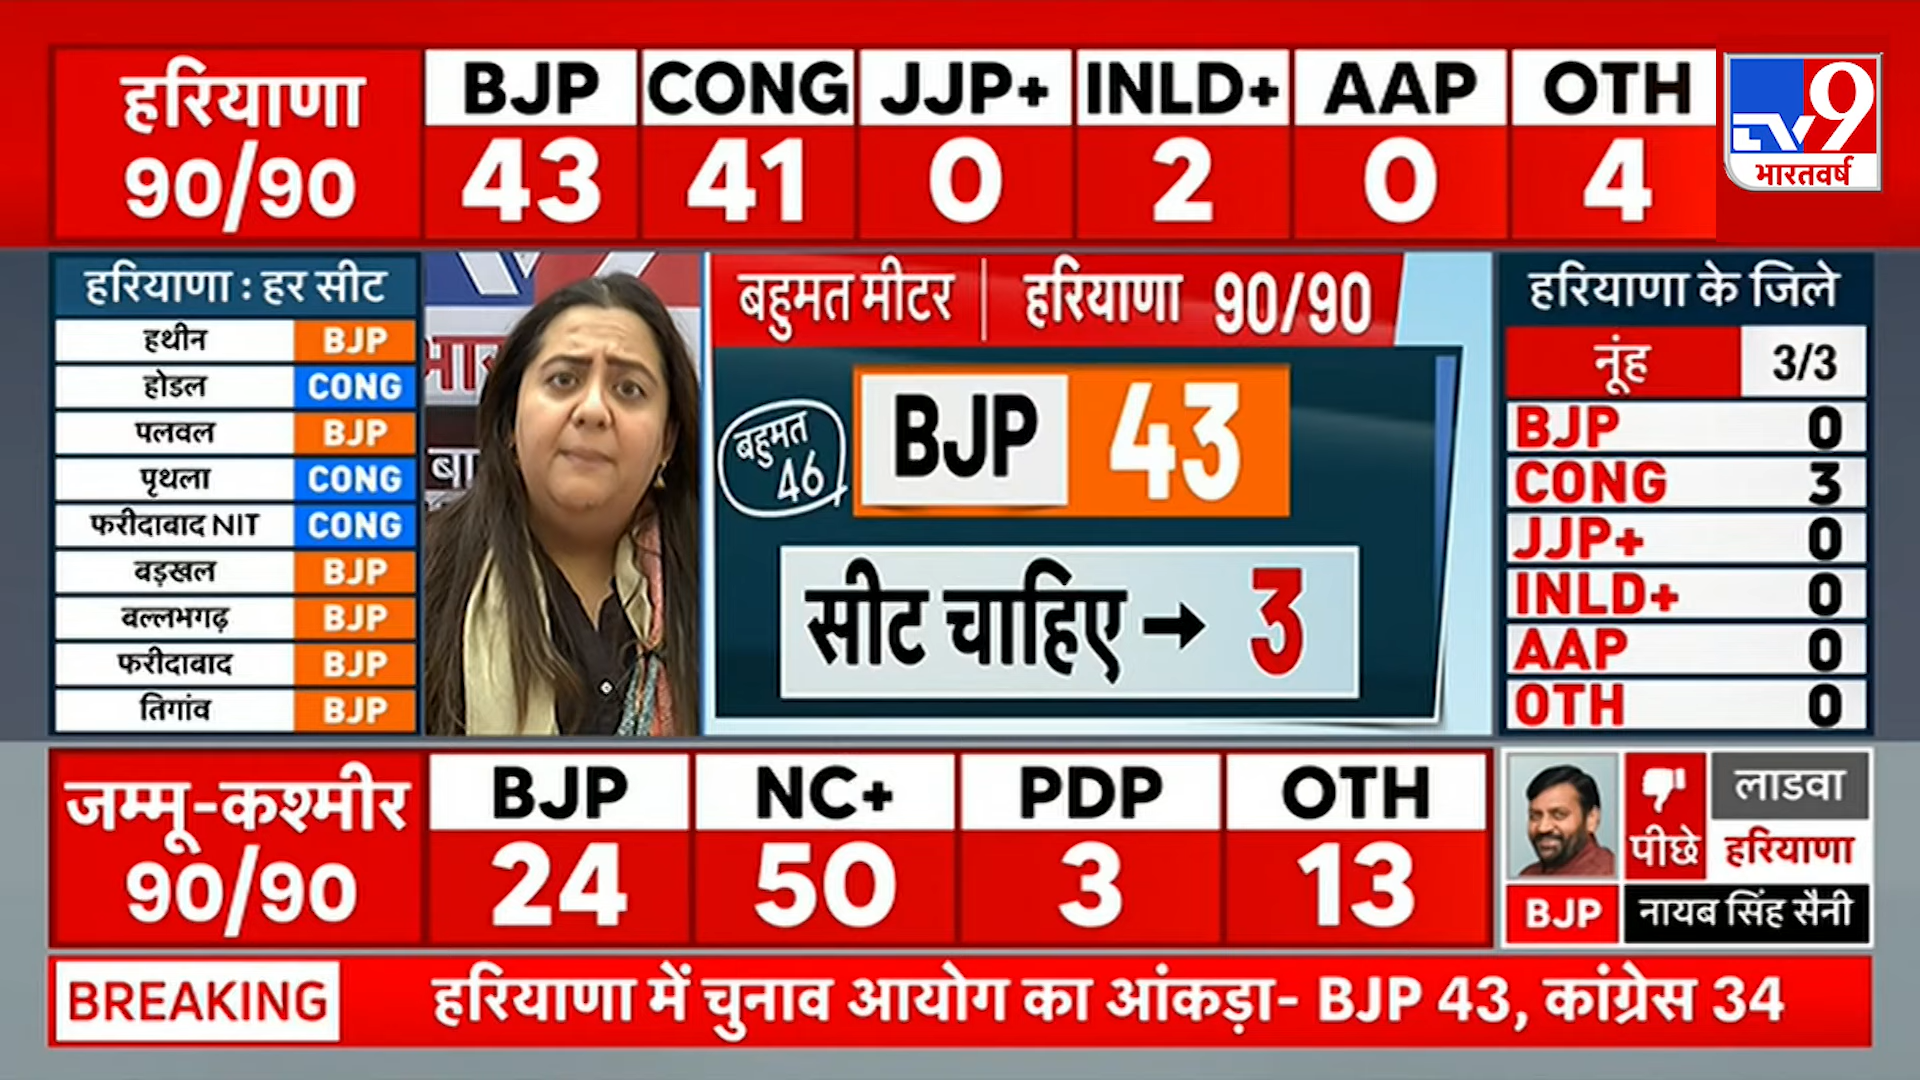 हरियाणा
90/90
BJP CONG JJP+ INLD+ AAP OTH
43 41 0 2 0 4
TV9
भारतवर्ष
हरियाणा : हर सीट
हथीन BJP
होडल CONG
पलवल BJP
पृथला CONG
फरीदाबाद NIT CONG
बड़खल BJP
बल्लभगढ़ BJP
फरीदाबाद BJP
तिगांव BJP
बहुमत मीटर हरियाणा 90/90
बहुमत
46
BJP 43
सीट चाहिए → 3
हरियाणा के जिले
नूंह 3/3
BJP 0
CONG 3
JJP+ 0
INLD+ 0
AAP 0
OTH 0
जम्मू-कश्मीर
90/90
BJP NC+ PDP OTH
24 50 3 13
लाडवा
पीछे हरियाणा
BJP नायब सिंह सैनी
BREAKING हरियाणा में चुनाव आयोग का आंकड़ा- BJP 43, कांग्रेस 34